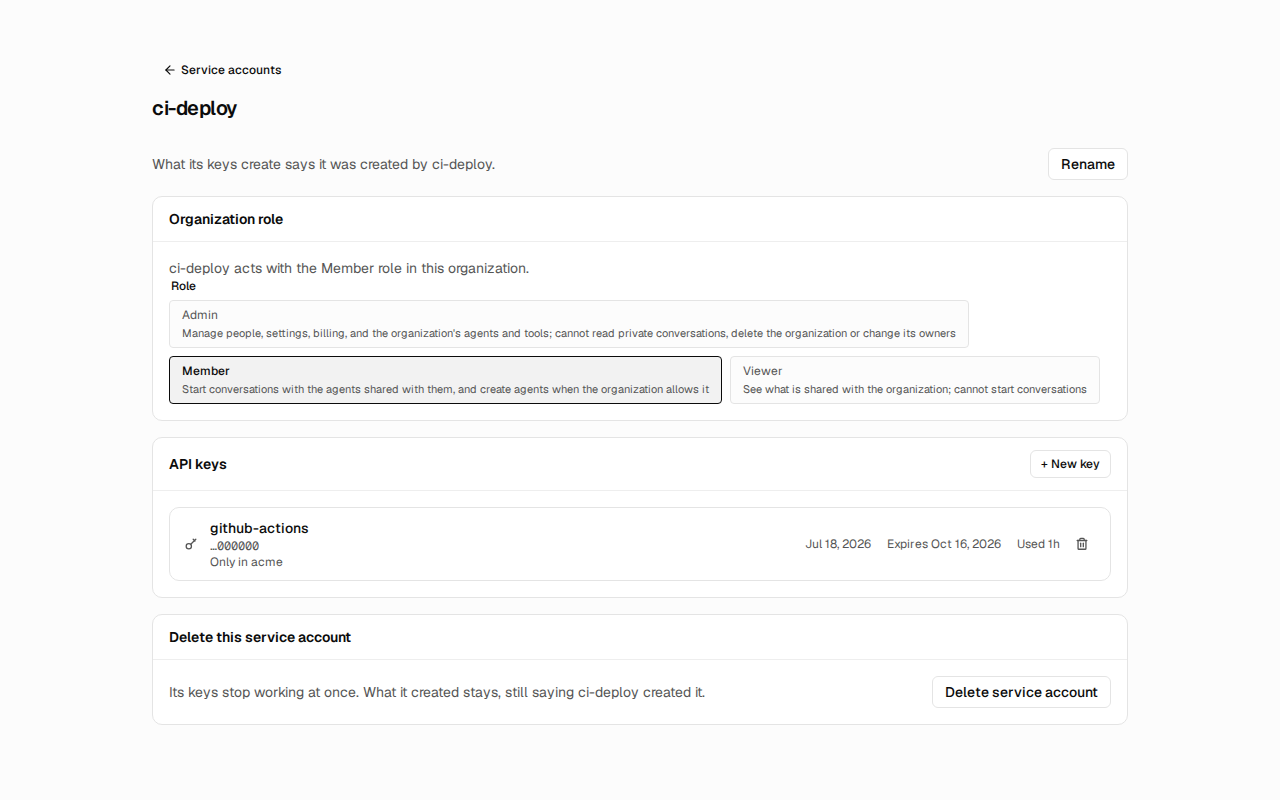 Service accounts
ci-deploy
What its keys create says it was created by ci-deploy.
Rename
Organization role
ci-deploy acts with the Member role in this organization.
Role
Admin
Manage people, settings, billing, and the organization's agents and tools; cannot read private conversations, delete the organization or change its owners
Member
Start conversations with the agents shared with them, and create agents when the organization allows it
Viewer
See what is shared with the organization; cannot start conversations
API keys
+ New key
github-actions
…000000
Only in acme
Jul 18, 2026
Expires Oct 16, 2026
Used 1h
Delete this service account
Its keys stop working at once. What it created stays, still saying ci-deploy created it.
Delete service account